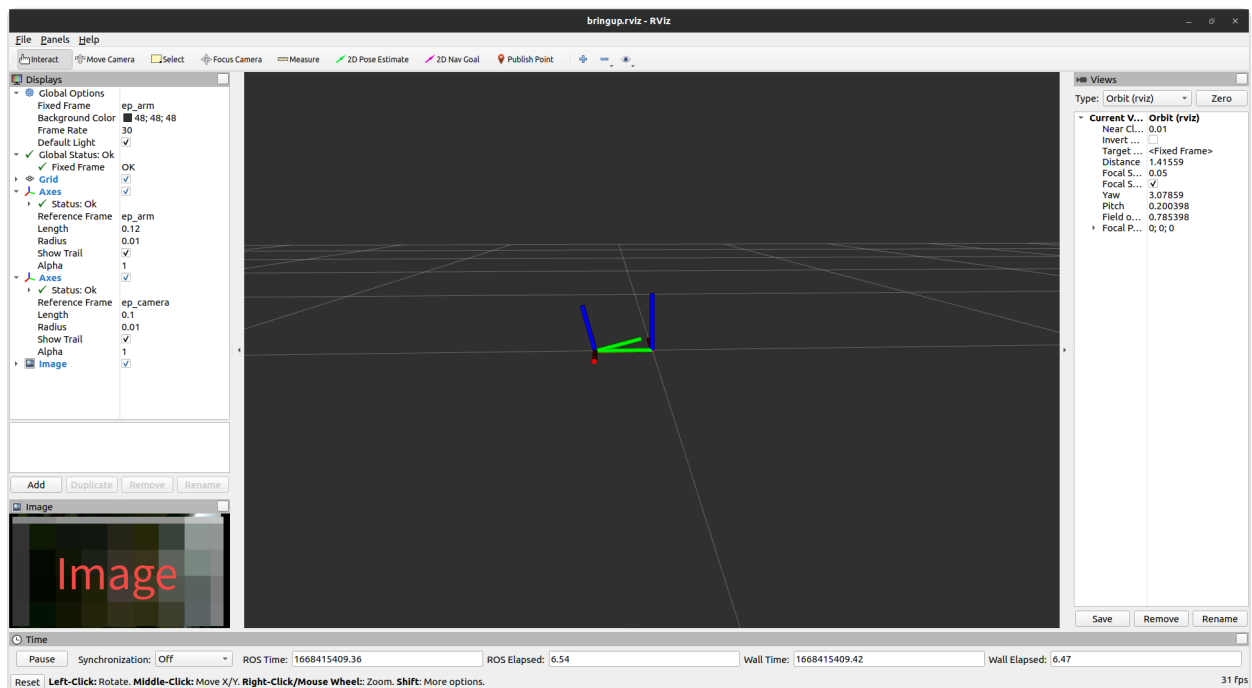 bringup.rviz - RViz
File Panels Help
Interact Move Camera Select Focus Camera Measure 2D Pose Estimate 2D Nav Goal Publish Point
Displays
Global Options
Fixed Frame ep_arm
Background Color 48; 48; 48
Frame Rate 30
Default Light ✓
✓ Global Status: Ok
✓ Fixed Frame OK
Grid ✓
Axes ✓
✓ Status: Ok
Reference Frame ep_arm
Length 0.12
Radius 0.01
Show Trail ✓
Alpha 1
Axes ✓
✓ Status: Ok
Reference Frame ep_camera
Length 0.1
Radius 0.01
Show Trail ✓
Alpha 1
Image ✓
Add Duplicate Remove Rename
Image
Image
Views
Type: Orbit (rviz) Zero
Current V... Orbit (rviz)
Near Cl... 0.01
Invert ...
Target ... <Fixed Frame>
Distance 1.41559
Focal S... 0.05
Focal S... ✓
Yaw 3.07859
Pitch 0.200398
Field o... 0.785398
Focal P... 0; 0; 0
Save Remove Rename
Time
Pause Synchronization: Off ROS Time: 1668415409.36 ROS Elapsed: 6.54 Wall Time: 1668415409.42 Wall Elapsed: 6.47
Reset Left-Click: Rotate. Middle-Click: Move X/Y. Right-Click/Mouse Wheel:: Zoom. Shift: More options. 31 fps